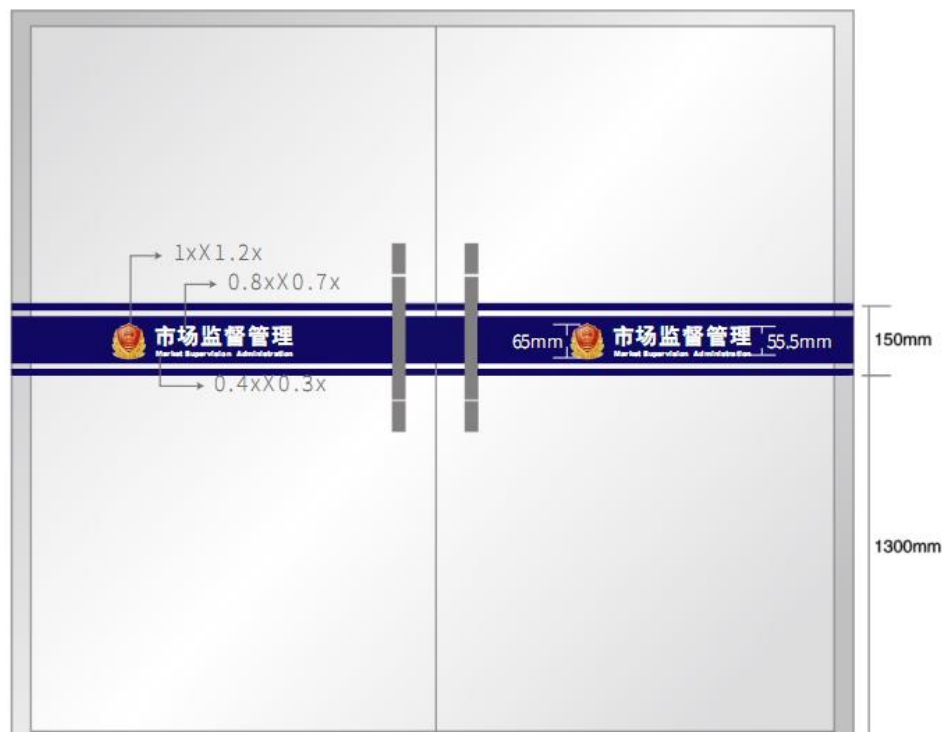 1xX1.2x
0.8xX0.7x
市场监督管理
Market Supervision Administration
0.4xX0.3x
65mm
市场监督管理
Market Supervision Administration
55,5mm
150mm
1300mm